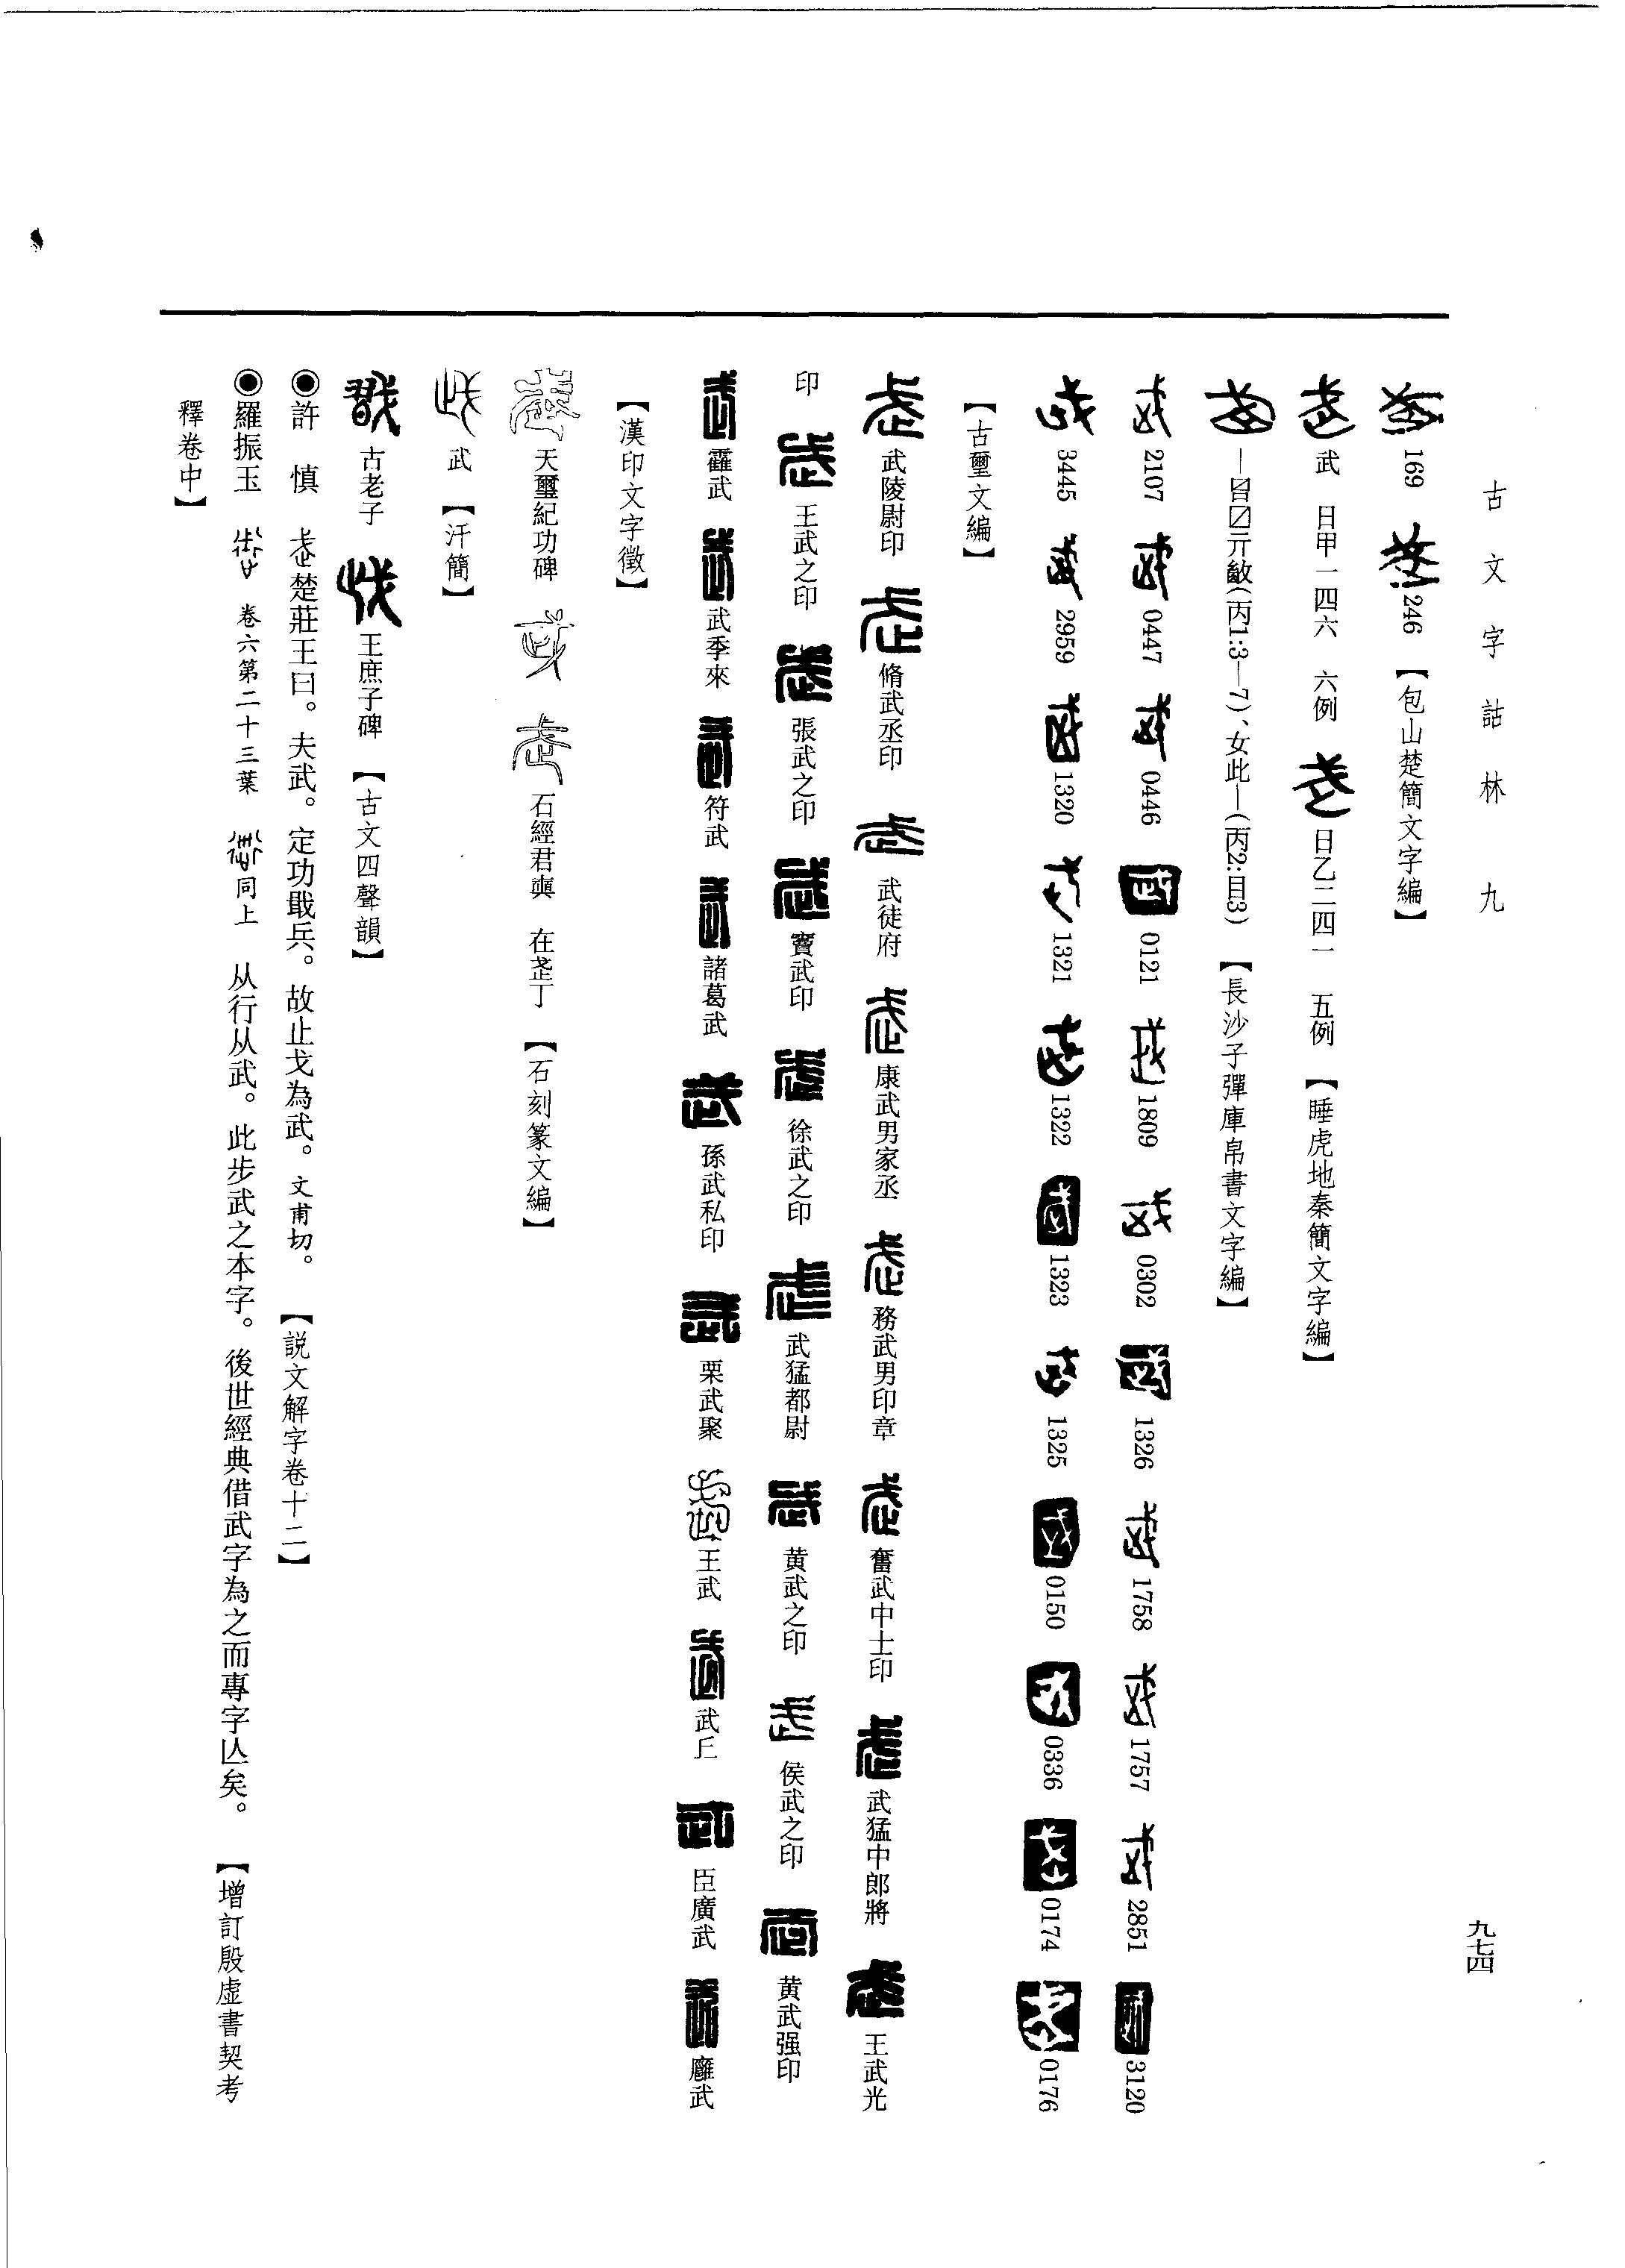 古文字詁林 九
九七四
169 246 【包山楚簡文字編】
武 日甲一四六 六例 日乙二四一 五例 【睡虎地秦簡文字編】
(丙1:3—7)、女此—(丙2:目3) 【長沙子彈庫帛書文字編】
2107 0447 0446 0121 1809 0302 1326 1758 1757 2851 3120
3445 2959 1320 1321 1322 1323 1325 0150 0336 0174 0176
【古璽文編】
武陵尉印 脩武丞印 武徒府 康武男家丞 務武男印章 奮武中士印 武猛中郎將 王武光
印 王武之印 張武之印 竇武印 徐武之印 武猛都尉 黄武之印 侯武之印 黄武强印
武 武季來 符武 諸葛武 孫武私印 栗武聚 王武 武 臣廣武 武
【漢印文字徵】
天璽紀功碑 石經君奭 在 丁 【石刻篆文編】
武 【汗簡】
古老子 王庶子碑 【古文四聲韻】
◉許 慎 楚莊王曰。夫武。定功戢兵。故止戈為武。文甫切。 【説文解字卷十二】
◉羅振玉 卷六第二十三葉 同上 从行从武。此步武之本字。後世經典借武字為之而專字亾矣。 【增訂殷虛書契考
釋卷中】